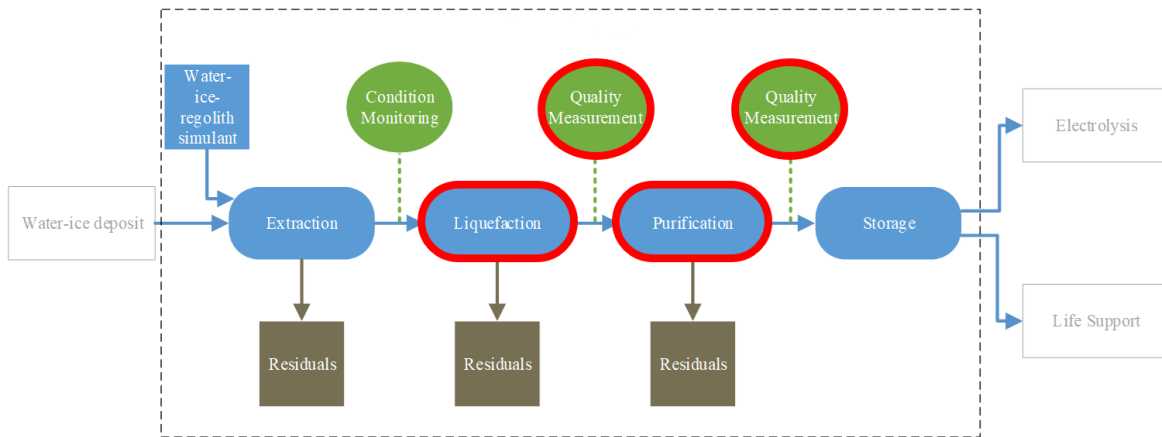 Water-
ice-
regolith
simulant
Condition
Monitoring
Quality
Measurement
Quality
Measurement
Electrolysis
Water-ice deposit
Extraction
Liquefaction
Purification
Storage
Life Support
Residuals
Residuals
Residuals